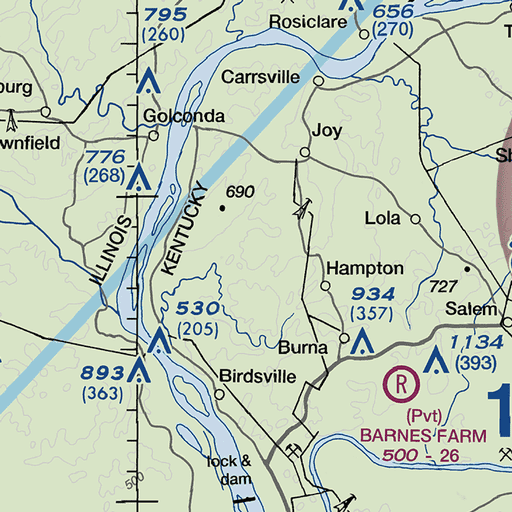 795
(260)
Rosiclare
656
(270)
Carrsville
burg
Golconda
wnfield
Joy
776
(268)
690
ILLINOIS
KENTUCKY
Lola
Hampton
727
530
(205)
934
(357)
Salem
Burna
893
(363)
1134
(393)
Birdsville
R
(Pvt)
BARNES FARM
500 - 26
1
500
lock &
dam